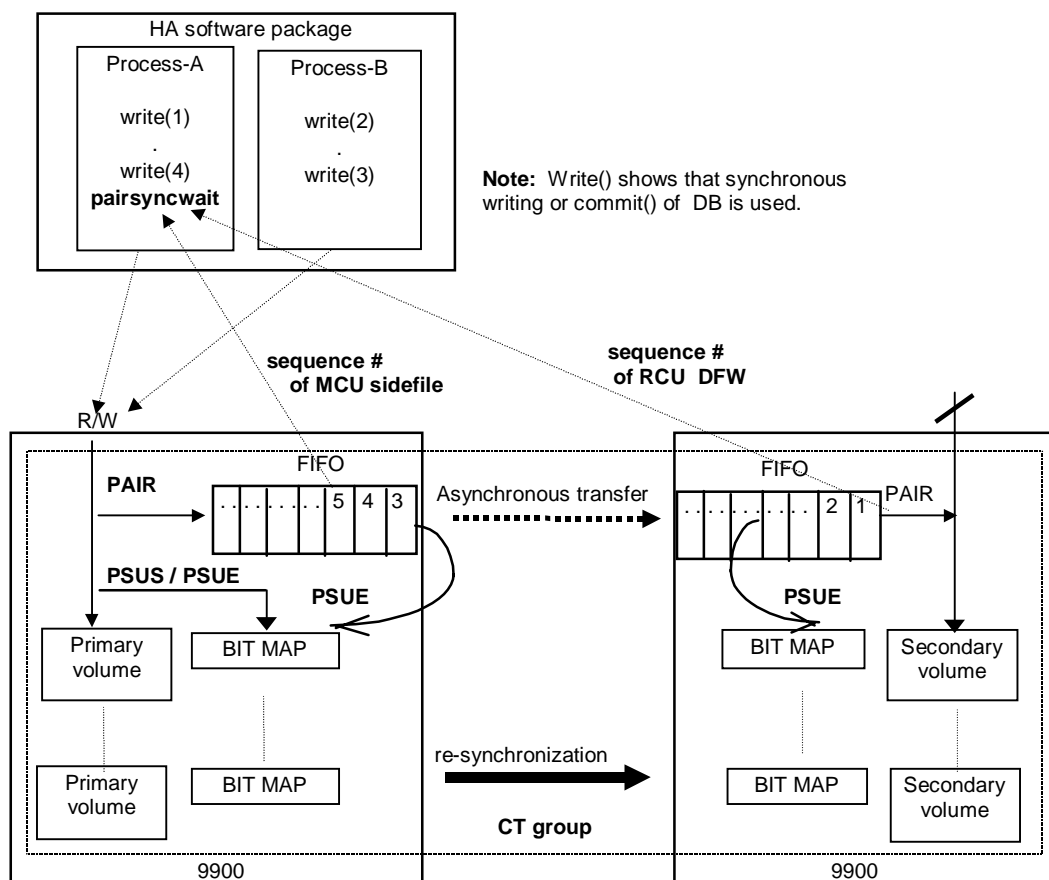 HA software package
Process-A
write(1)
.
write(4)
pairsyncwait
Process-B
write(2)
.
write(3)
Note: Write() shows that synchronous
writing or commit() of DB is used.
sequence #
of MCU sidefile
sequence #
of RCU DFW
R/W
PAIR
FIFO
. . . . . . . . . 5 4 3
Asynchronous transfer
FIFO
. . . . . . . . . . 2 1
PAIR
PSUS / PSUE
PSUE
PSUE
Primary
volume
BIT MAP
BIT MAP
Secondary
volume
re-synchronization
Primary
volume
BIT MAP
BIT MAP
Secondary
volume
CT group
9900
9900